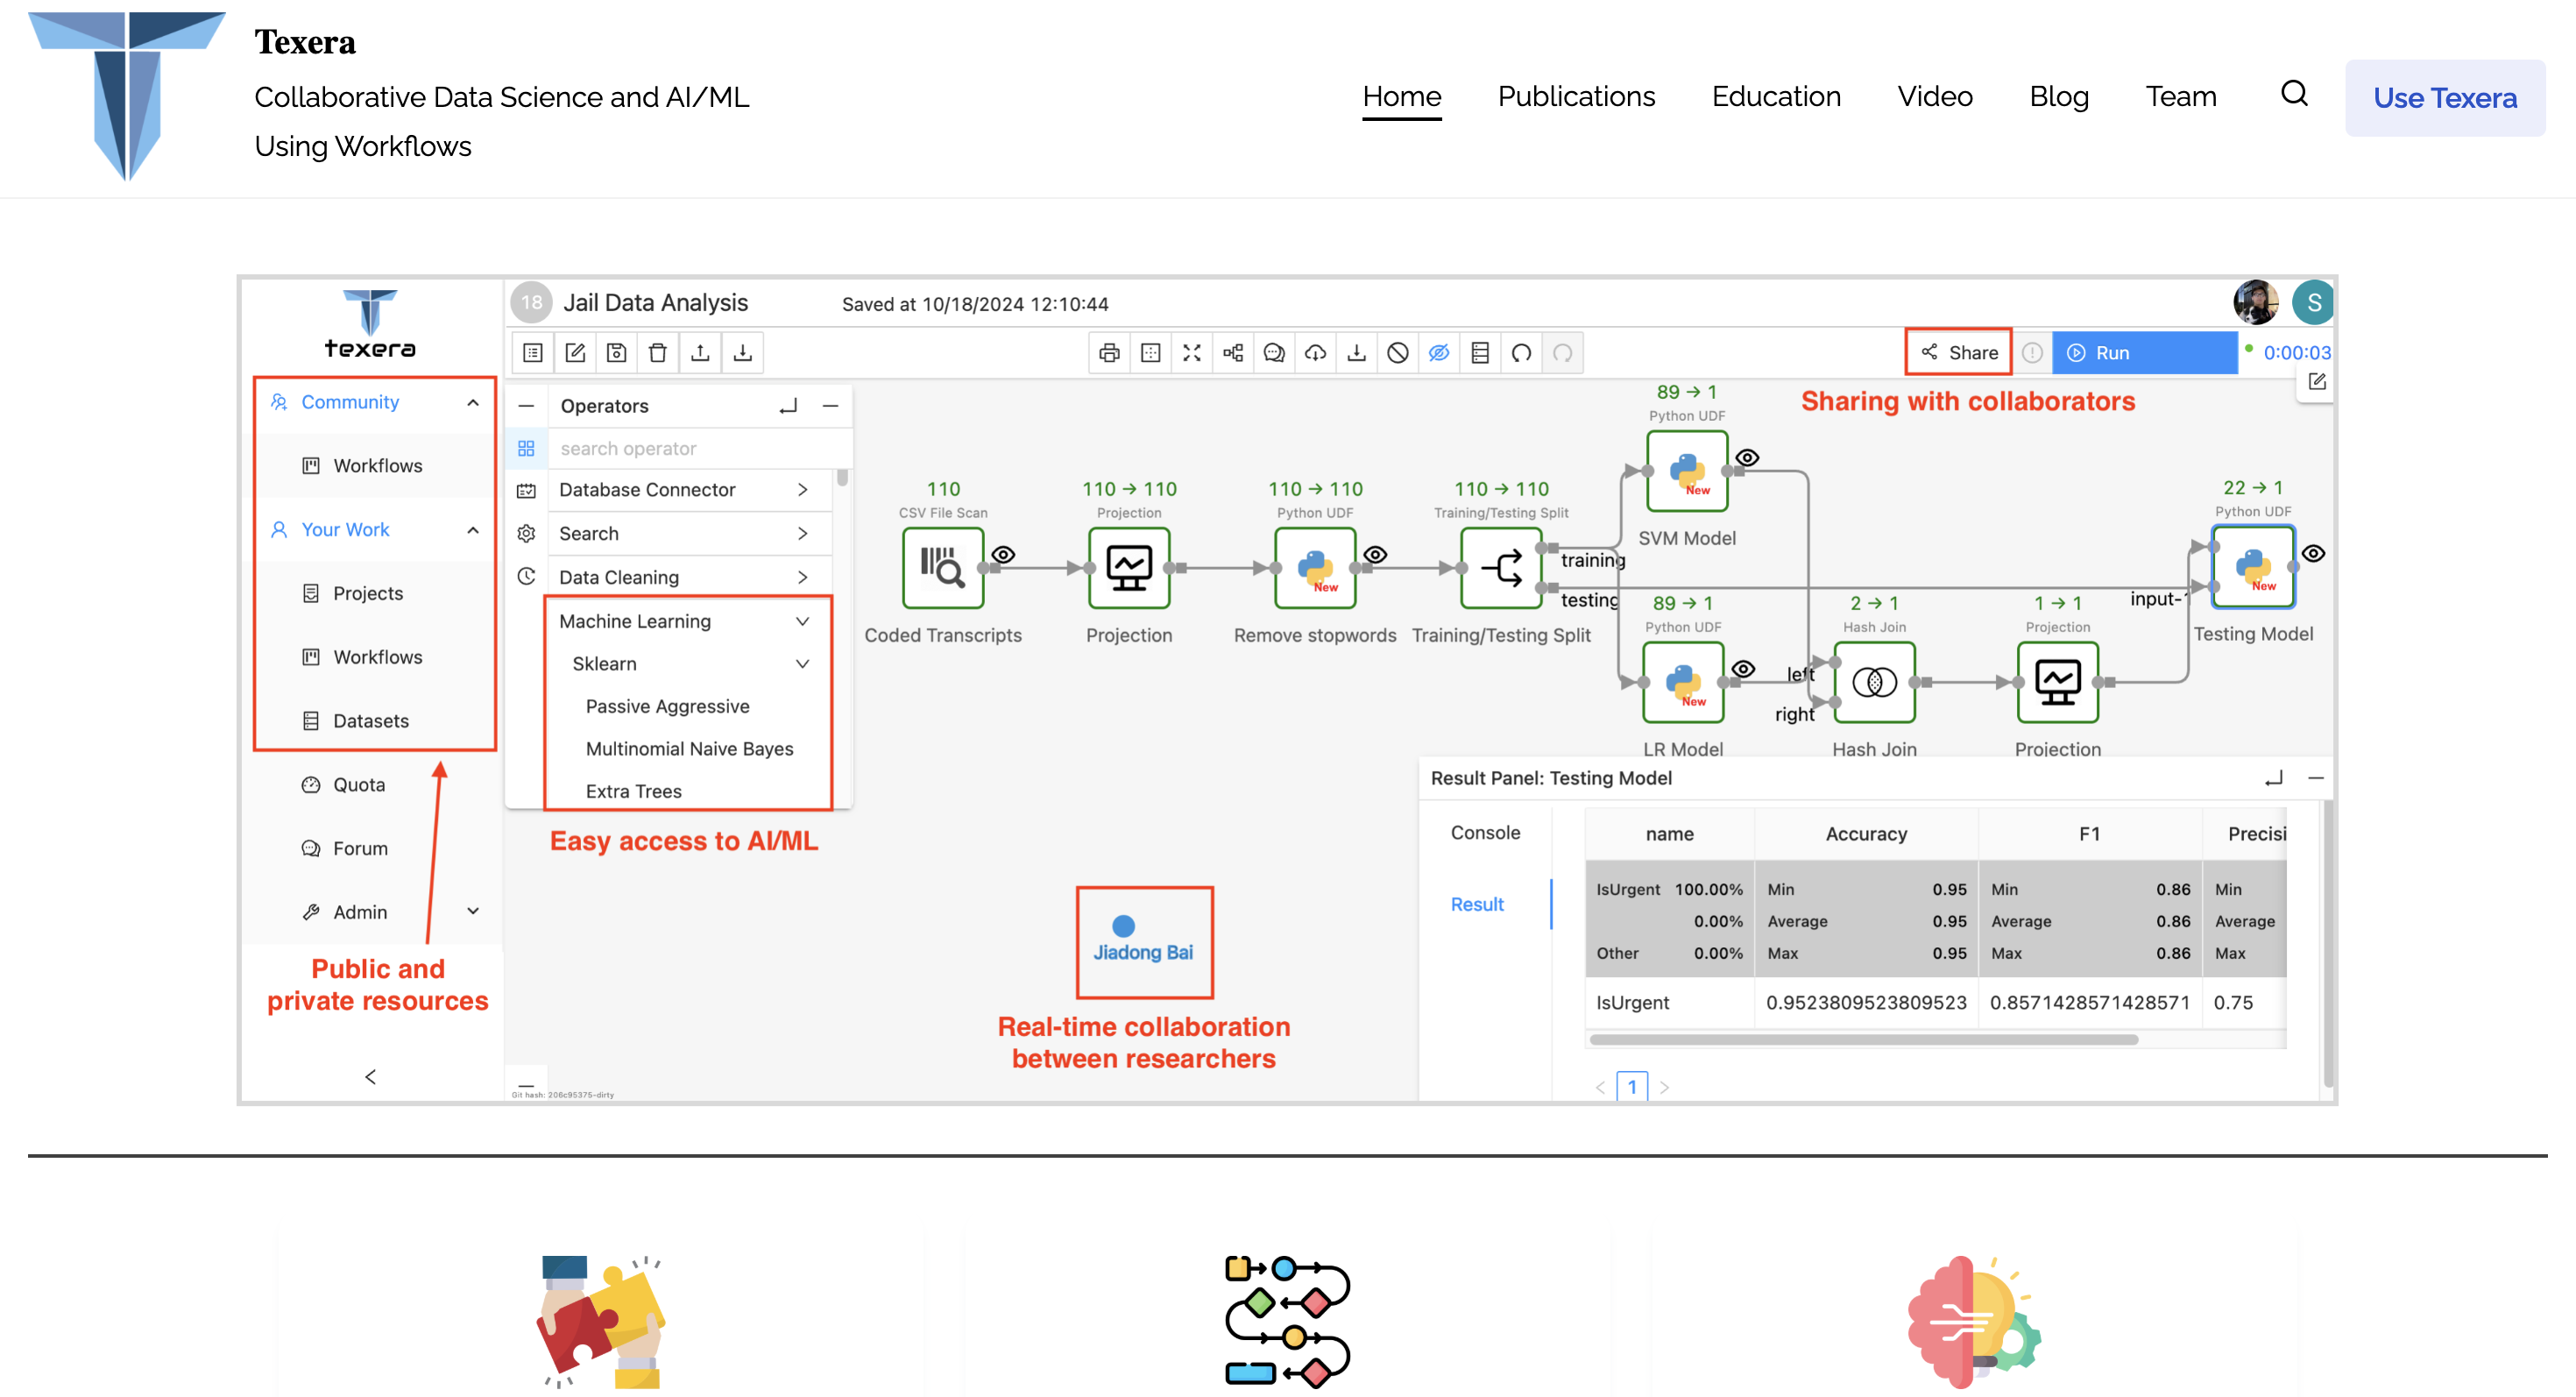 Texera
Collaborative Data Science and AI/ML
Using Workflows
Home
Publications
Education
Video
Blog
Team
Use Texera
texera
18
Jail Data Analysis
Saved at 10/18/2024 12:10:44
S
Share
Run
0:00:03
Sharing with collaborators
Community
Workflows
Your Work
Projects
Workflows
Datasets
Quota
Forum
Admin
Public and
private resources
Operators
search operator
Database Connector
Search
Data Cleaning
Machine Learning
Sklearn
Passive Aggressive
Multinomial Naive Bayes
Extra Trees
Easy access to AI/ML
110
CSV File Scan
Coded Transcripts
110 → 110
Projection
Projection
110 → 110
Python UDF
New
Remove stopwords
110 → 110
Training/Testing Split
training
testing
Training/Testing Split
89 → 1
Python UDF
New
SVM Model
89 → 1
Python UDF
New
LR Model
left
right
2 → 1
Hash Join
Hash Join
1 → 1
Projection
Projection
22 → 1
Python UDF
New
input-1
Testing Model
Jiadong Bai
Real-time collaboration
between researchers
Result Panel: Testing Model
Console
Result
name Accuracy F1 Precisi
IsUrgent 100.00% Min 0.95 Min 0.86 Min
0.00% Average 0.95 Average 0.86 Average
Other 0.00% Max 0.95 Max 0.86 Max
IsUrgent 0.9523809523809523 0.8571428571428571 0.75
1
Git hash: 206c95375-dirty